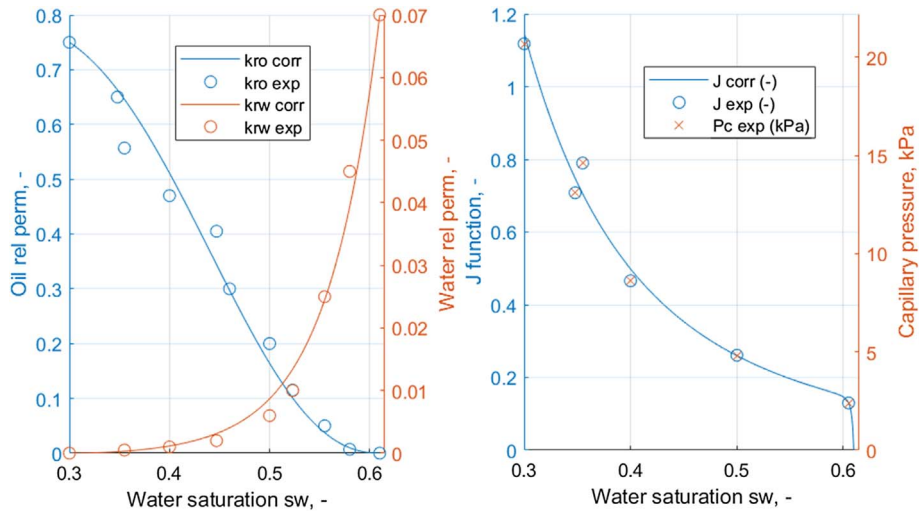 0.8
0.7
0.6
0.5
0.4
0.3
0.2
0.1
0
Oil rel perm, -
0.3
0.4
0.5
0.6
Water saturation sw, -
kro corr
kro exp
krw corr
krw exp
0.07
0.06
0.05
0.04
0.03
0.02
0.01
0
Water rel perm, -
1.2
1
0.8
0.6
0.4
0.2
0
J function, -
0.3
0.4
0.5
0.6
Water saturation sw, -
J corr (-)
J exp (-)
Pc exp (kPa)
20
15
10
5
0
Capillary pressure, kPa